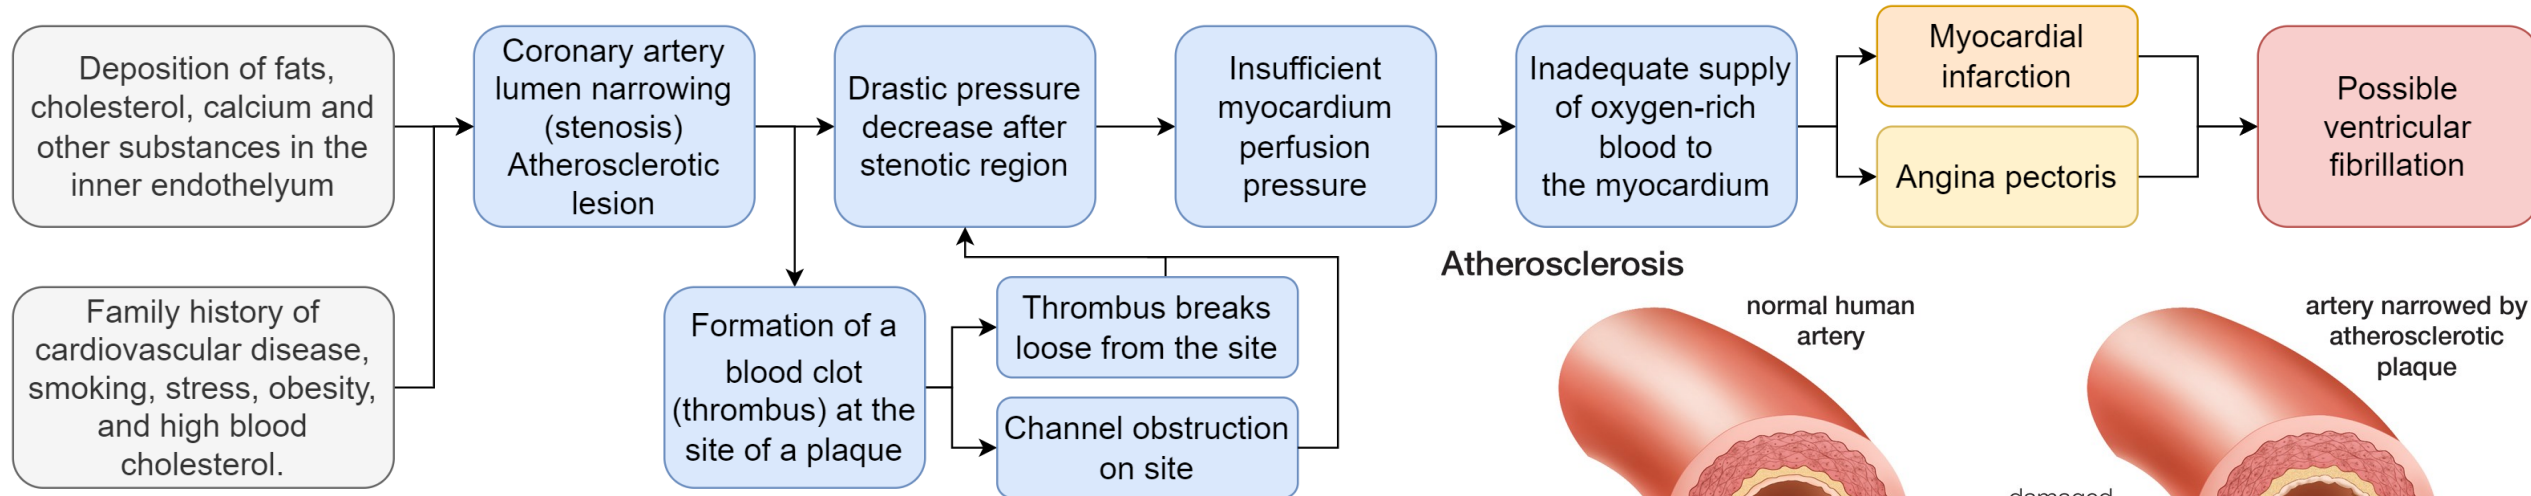 Deposition of fats,
cholesterol, calcium and
other substances in the
inner endothelyum
Family history of
cardiovascular disease,
smoking, stress, obesity,
and high blood
cholesterol.
Coronary artery
lumen narrowing
(stenosis)
Atherosclerotic
lesion
Drastic pressure
decrease after
stenotic region
Insufficient
myocardium
perfusion
pressure
Inadequate supply
of oxygen-rich
blood to
the myocardium
Myocardial
infarction
Angina pectoris
Possible
ventricular
fibrillation
Formation of a
blood clot
(thrombus) at the
site of a plaque
Thrombus breaks
loose from the site
Channel obstruction
on site
Atherosclerosis
normal human
artery
artery narrowed by
atherosclerotic
plaque
damaged